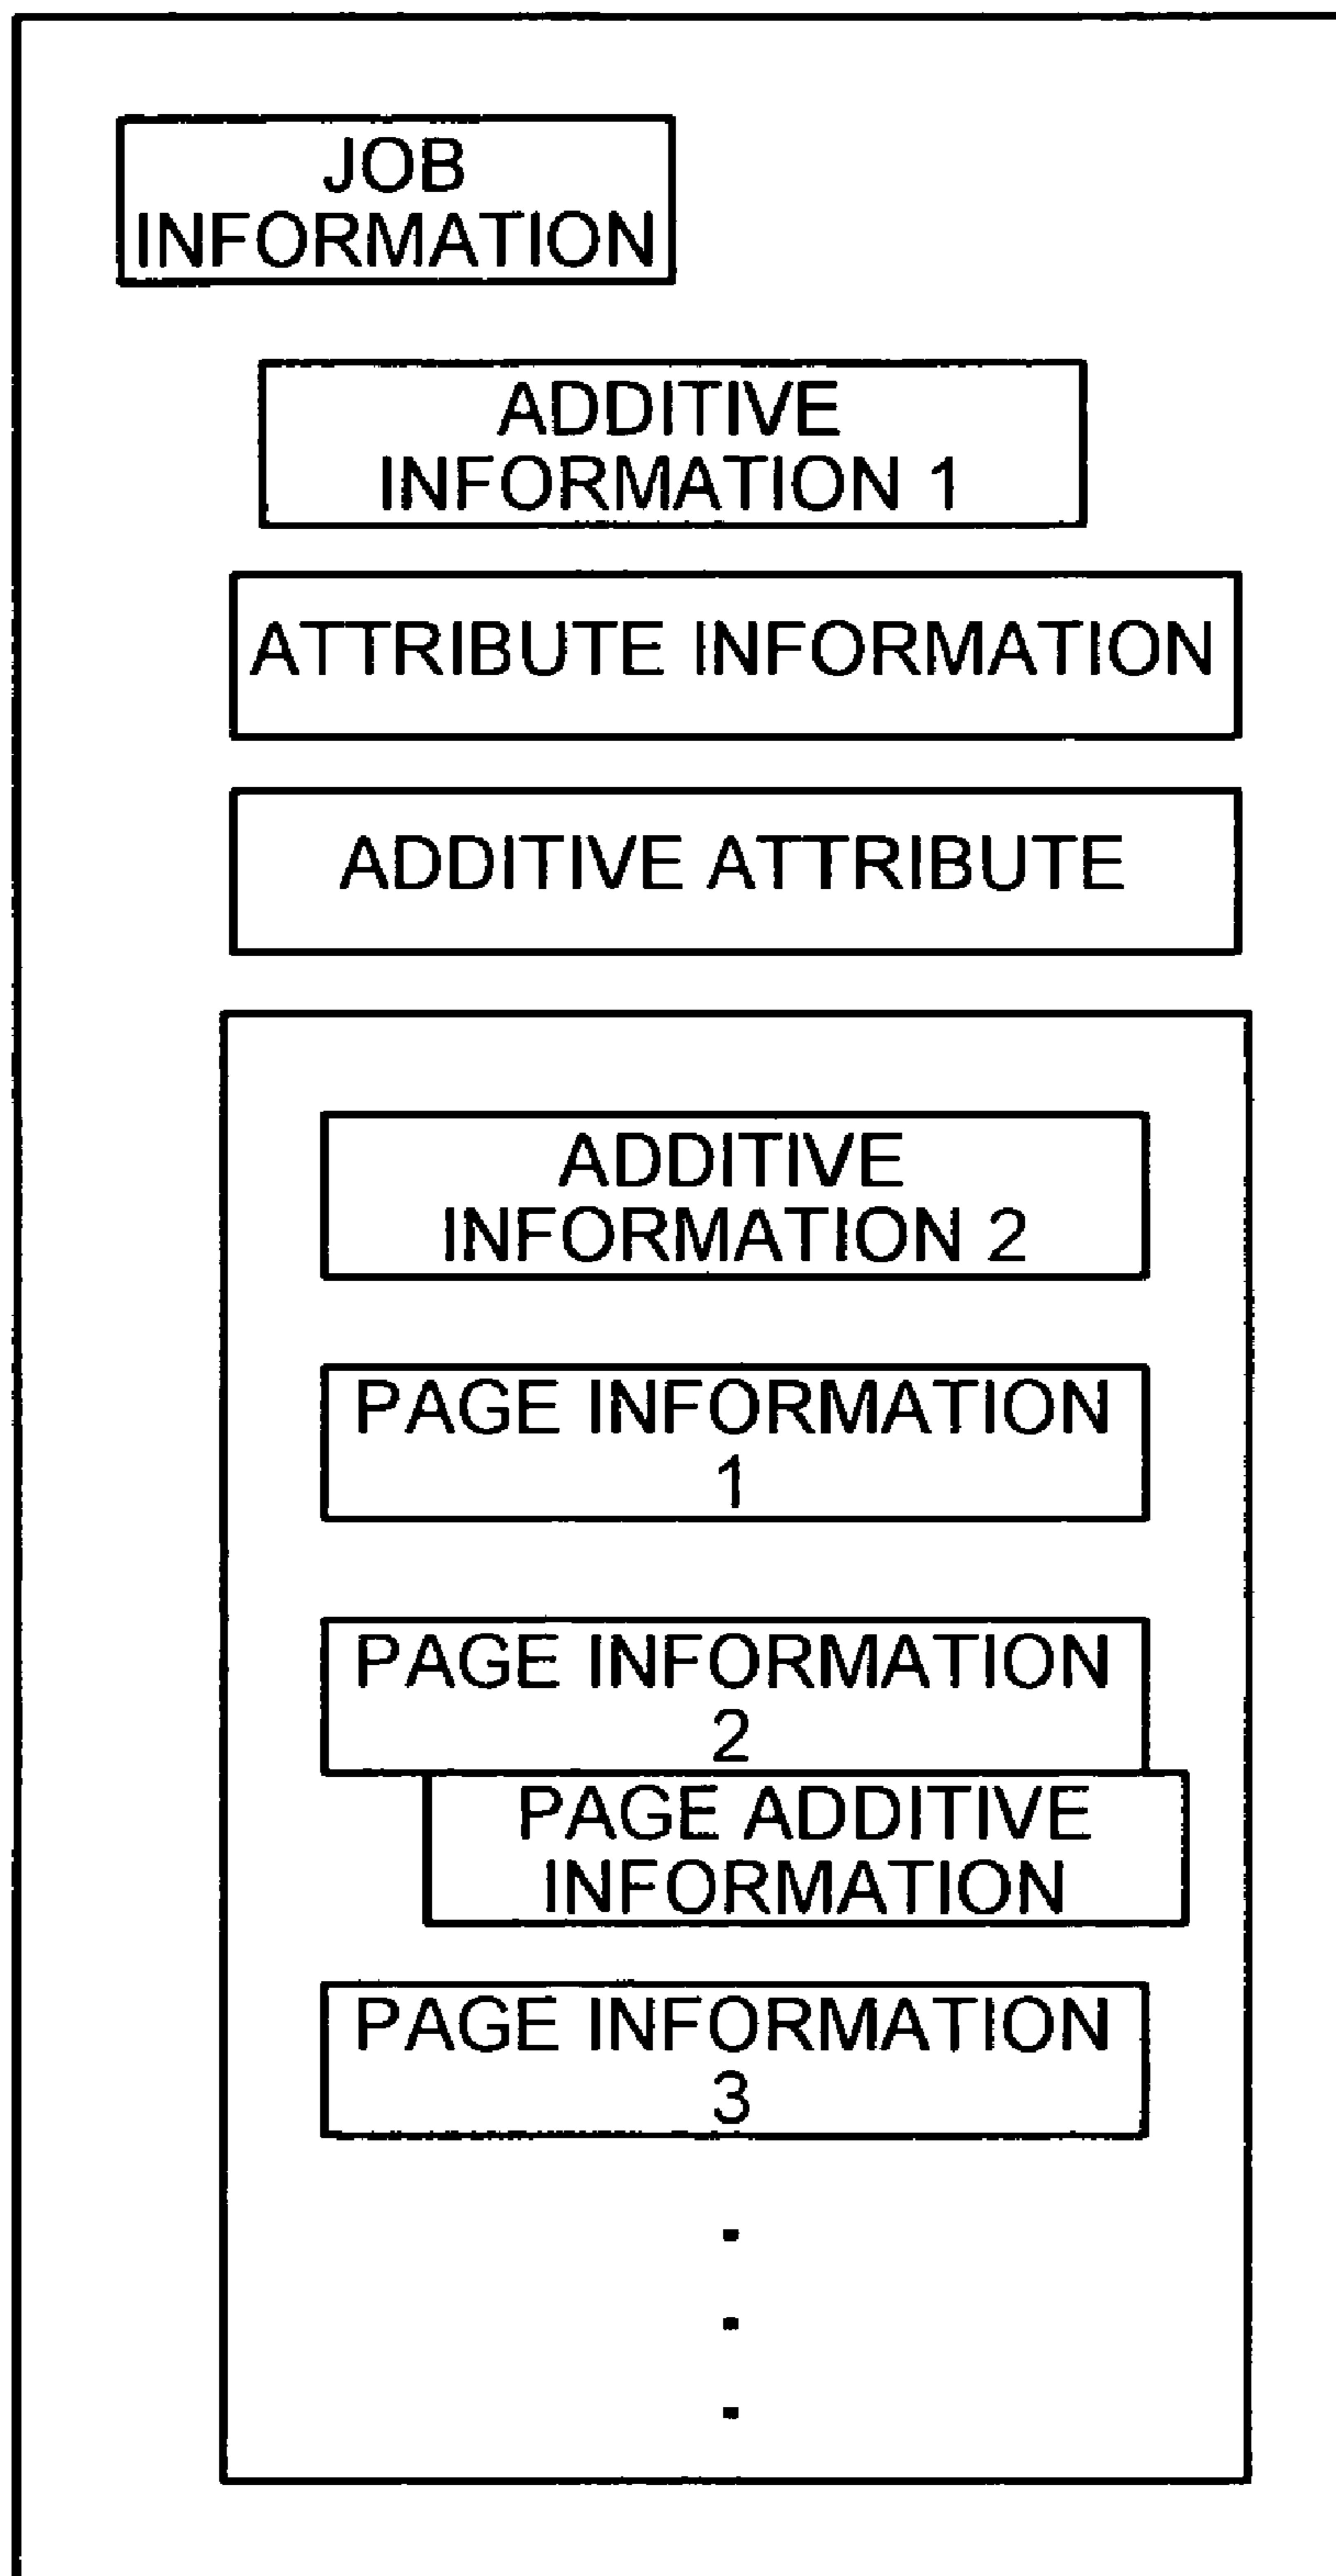 JOB
INFORMATION
ADDITIVE
INFORMATION 1
ATTRIBUTE INFORMATION
ADDITIVE ATTRIBUTE
ADDITIVE
INFORMATION 2
PAGE INFORMATION
1
PAGE INFORMATION
2
PAGE ADDITIVE
INFORMATION
PAGE INFORMATION
3
.
.
.